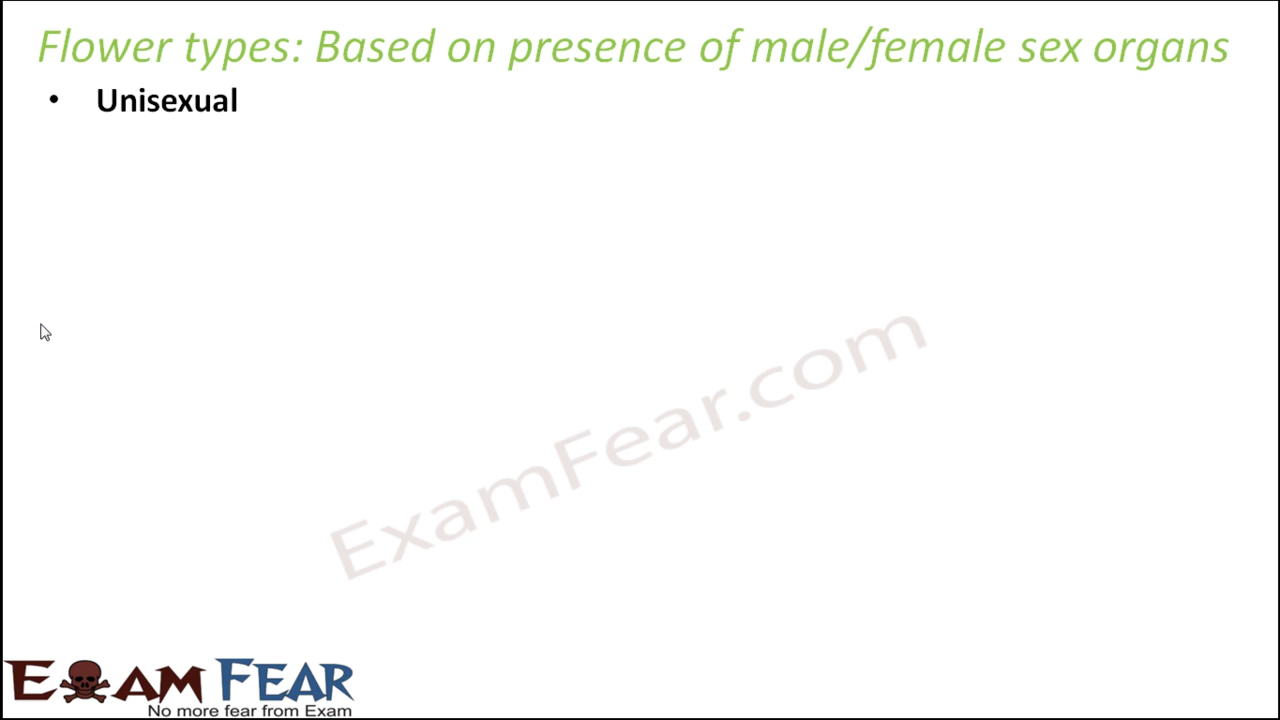 Flower types: Based on presence of male/female sex organs
• Unisexual
ExamFear.com
EXAM FEAR
No more fear from Exam